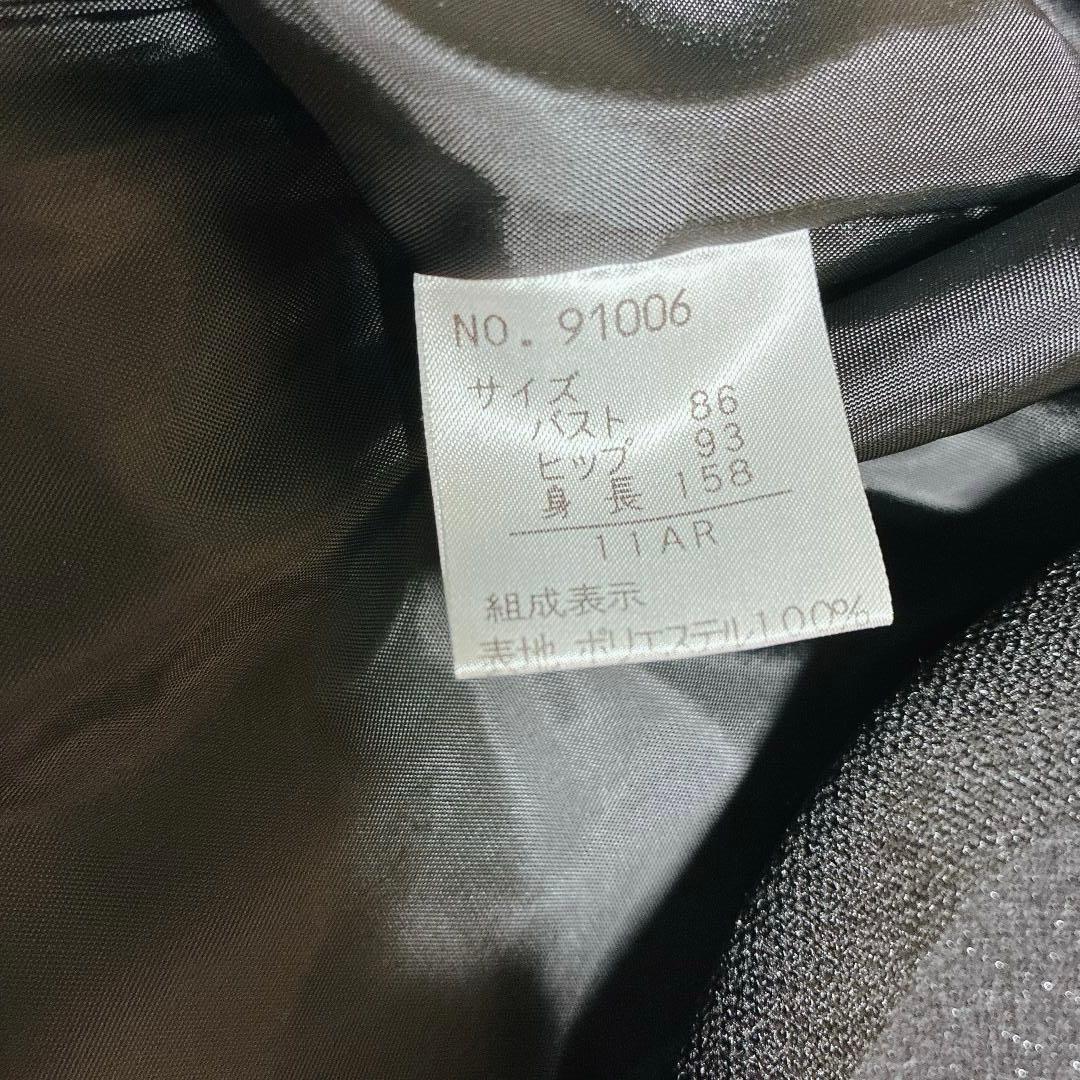 NO. 91006
サイズ
バスト 86
ヒップ 93
身長 158
11AR
組成表示
表地 ポリエステル100%